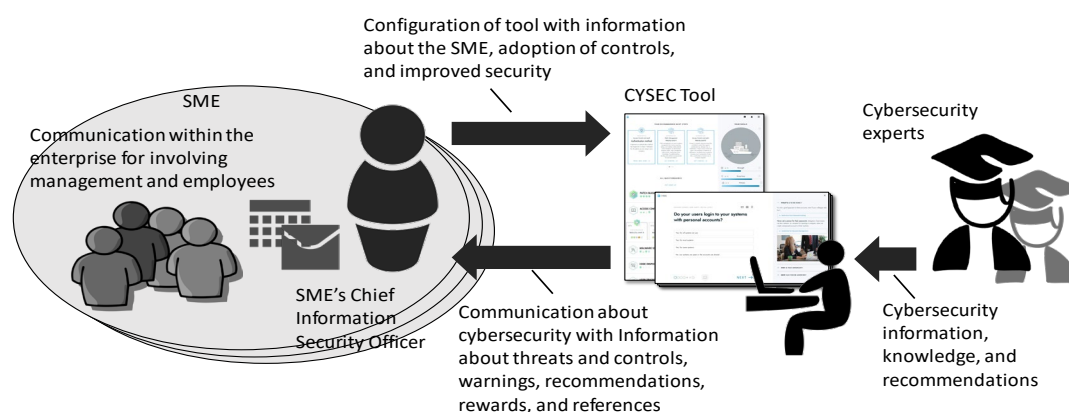 Configuration of tool with information
about the SME, adoption of controls,
and improved security
SME
Communication within the
enterprise for involving
management and employees
SME's Chief
Information
Security Officer
CYSEC Tool
Do your users login to your systems
with personal accounts?
NEXT
Communication about
cybersecurity with Information
about threats and controls,
warnings, recommendations,
rewards, and references
Cybersecurity
experts
Cybersecurity
information,
knowledge, and
recommendations